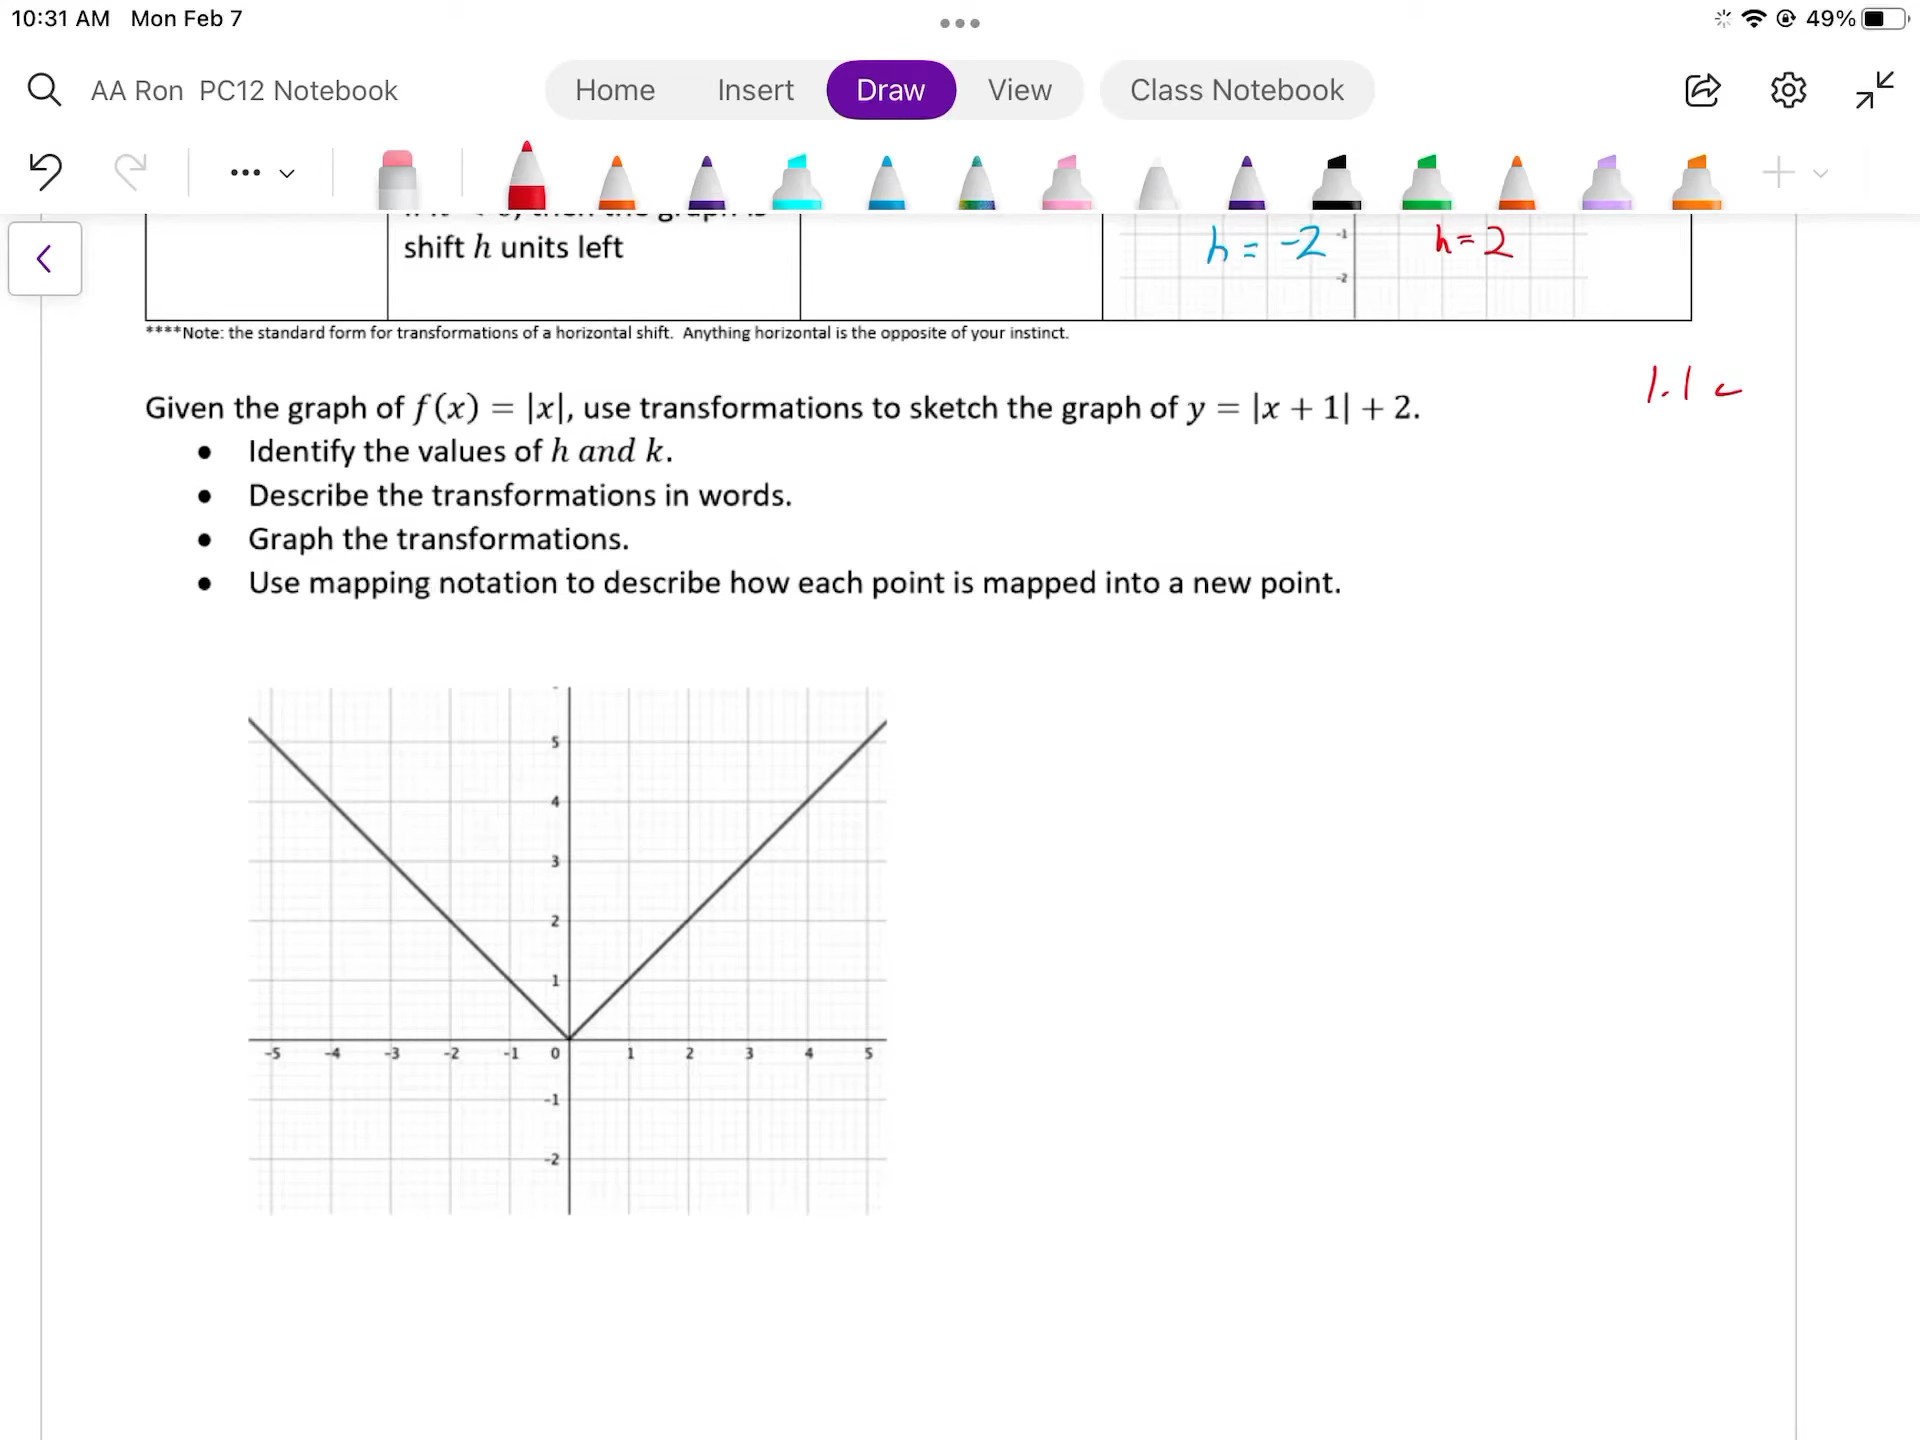 10:31 AM Mon Feb 7
49%
AA Ron PC12 Notebook
Home Insert Draw View Class Notebook
shift h units left
h = -2
h = 2
-1
-2
****Note: the standard form for transformations of a horizontal shift. Anything horizontal is the opposite of your instinct.
1.1
Given the graph of f(x) = |x|, use transformations to sketch the graph of y = |x + 1| + 2.
• Identify the values of h and k.
• Describe the transformations in words.
• Graph the transformations.
• Use mapping notation to describe how each point is mapped into a new point.
5
4
3
2
1
-5 -4 -3 -2 -1 0 1 2 3 4 5
-1
-2